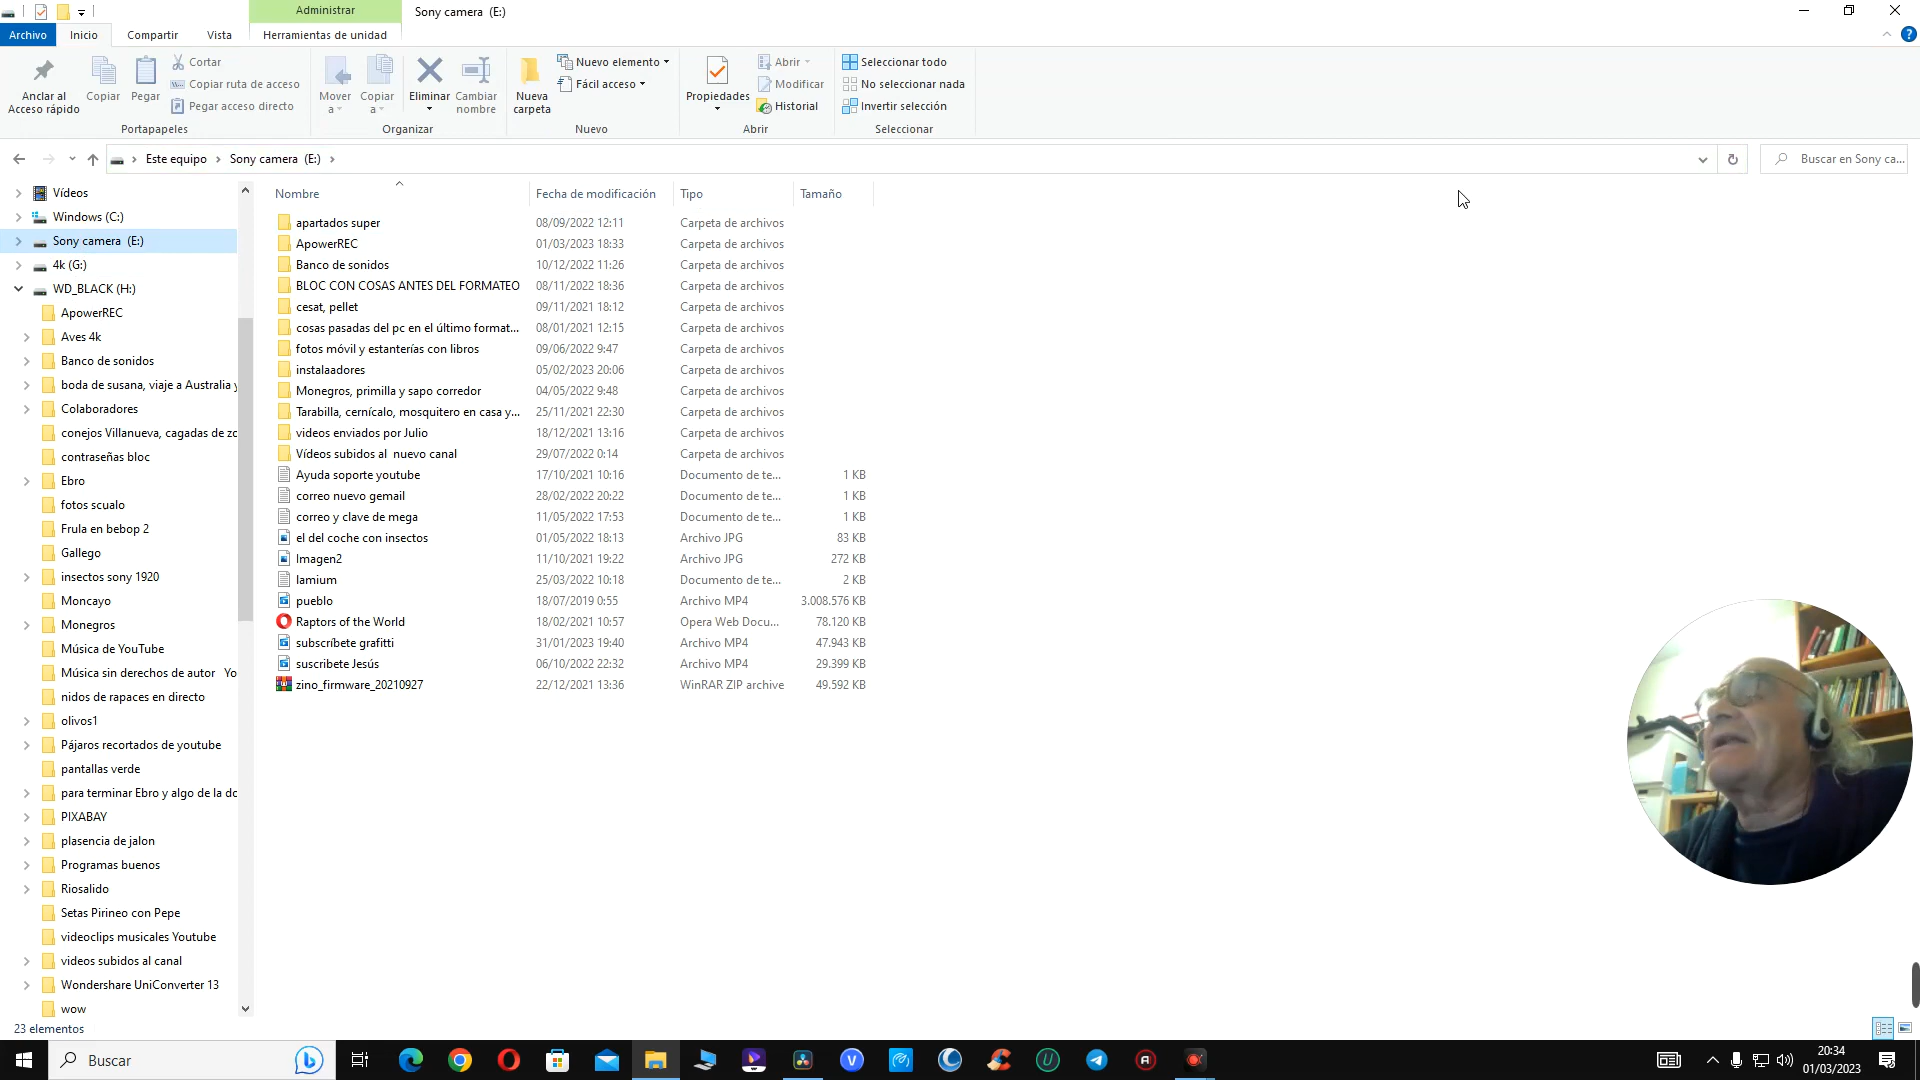 Administrar
Sony camera (E:)
Archivo
Inicio
Compartir
Vista
Herramientas de unidad
Anclar al
Acceso rápido
Copiar
Pegar
Cortar
Copiar ruta de acceso
Pegar acceso directo
Portapapeles
Mover
a
Copiar
a
Eliminar
Cambiar
nombre
Organizar
Nueva
carpeta
Nuevo elemento
Fácil acceso
Nuevo
Propiedades
Abrir
Modificar
Historial
Abrir
Seleccionar todo
No seleccionar nada
Invertir selección
Seleccionar
Este equipo
Sony camera (E:)
Buscar en Sony ca...
Vídeos
Windows (C:)
Sony camera (E:)
4k (G:)
WD_BLACK (H:)
ApowerREC
Aves 4k
Banco de sonidos
boda de susana, viaje a Australia y
Colaboradores
conejos Villanueva, cagadas de zo
contraseñas bloc
Ebro
fotos scualo
Frula en bebop 2
Gallego
insectos sony 1920
Moncayo
Monegros
Música de YouTube
Música sin derechos de autor Yo
nidos de rapaces en directo
olivos1
Pájaros recortados de youtube
pantallas verde
para terminar Ebro y algo de la do
PIXABAY
plasencia de jalon
Programas buenos
Riosalido
Setas Pirineo con Pepe
videoclips musicales Youtube
videos subidos al canal
Wondershare UniConverter 13
wow
Nombre Fecha de modificación Tipo Tamaño
apartados super 08/09/2022 12:11 Carpeta de archivos
ApowerREC 01/03/2023 18:33 Carpeta de archivos
Banco de sonidos 10/12/2022 11:26 Carpeta de archivos
BLOC CON COSAS ANTES DEL FORMATEO 08/11/2022 18:36 Carpeta de archivos
cesat, pellet 09/11/2021 18:12 Carpeta de archivos
cosas pasadas del pc en el último format... 08/01/2021 12:15 Carpeta de archivos
fotos móvil y estanterías con libros 09/06/2022 9:47 Carpeta de archivos
instalaadores 05/02/2023 20:06 Carpeta de archivos
Monegros, primilla y sapo corredor 04/05/2022 9:48 Carpeta de archivos
Tarabilla, cernícalo, mosquitero en casa y... 25/11/2021 22:30 Carpeta de archivos
videos enviados por Julio 18/12/2021 13:16 Carpeta de archivos
Vídeos subidos al nuevo canal 29/07/2022 0:14 Carpeta de archivos
Ayuda soporte youtube 17/10/2021 10:16 Documento de te... 1 KB
correo nuevo gemail 28/02/2022 20:22 Documento de te... 1 KB
correo y clave de mega 11/05/2022 17:53 Documento de te... 1 KB
el del coche con insectos 01/05/2022 18:13 Archivo JPG 83 KB
Imagen2 11/10/2021 19:22 Archivo JPG 272 KB
lamium 25/03/2022 10:18 Documento de te... 2 KB
pueblo 18/07/2019 0:55 Archivo MP4 3.008.576 KB
Raptors of the World 18/02/2021 10:57 Opera Web Docu... 78.120 KB
subscríbete grafitti 31/01/2023 19:40 Archivo MP4 47.943 KB
suscribete Jesús 06/10/2022 22:32 Archivo MP4 29.399 KB
zino_firmware_20210927 22/12/2021 13:36 WinRAR ZIP archive 49.592 KB
23 elementos
Buscar
20:34
01/03/2023